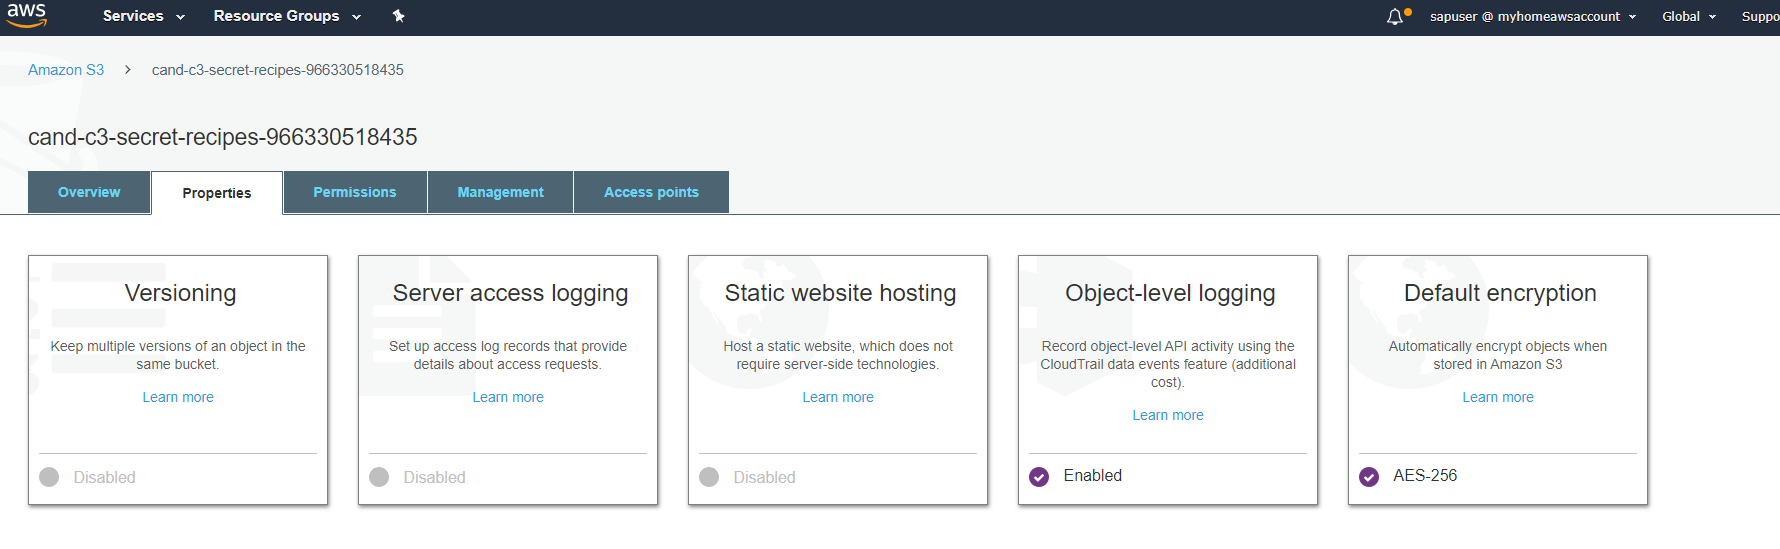 aws Services Resource Groups sapuser @ myhomeawsaccount Global Suppo
Amazon S3 > cand-c3-secret-recipes-966330518435
cand-c3-secret-recipes-966330518435
Overview Properties Permissions Management Access points
Versioning
Keep multiple versions of an object in the
same bucket.
Learn more
Disabled
Server access logging
Set up access log records that provide
details about access requests.
Learn more
Disabled
Static website hosting
Host a static website, which does not
require server-side technologies.
Learn more
Disabled
Object-level logging
Record object-level API activity using the
CloudTrail data events feature (additional
cost).
Learn more
Enabled
Default encryption
Automatically encrypt objects when
stored in Amazon S3
Learn more
AES-256